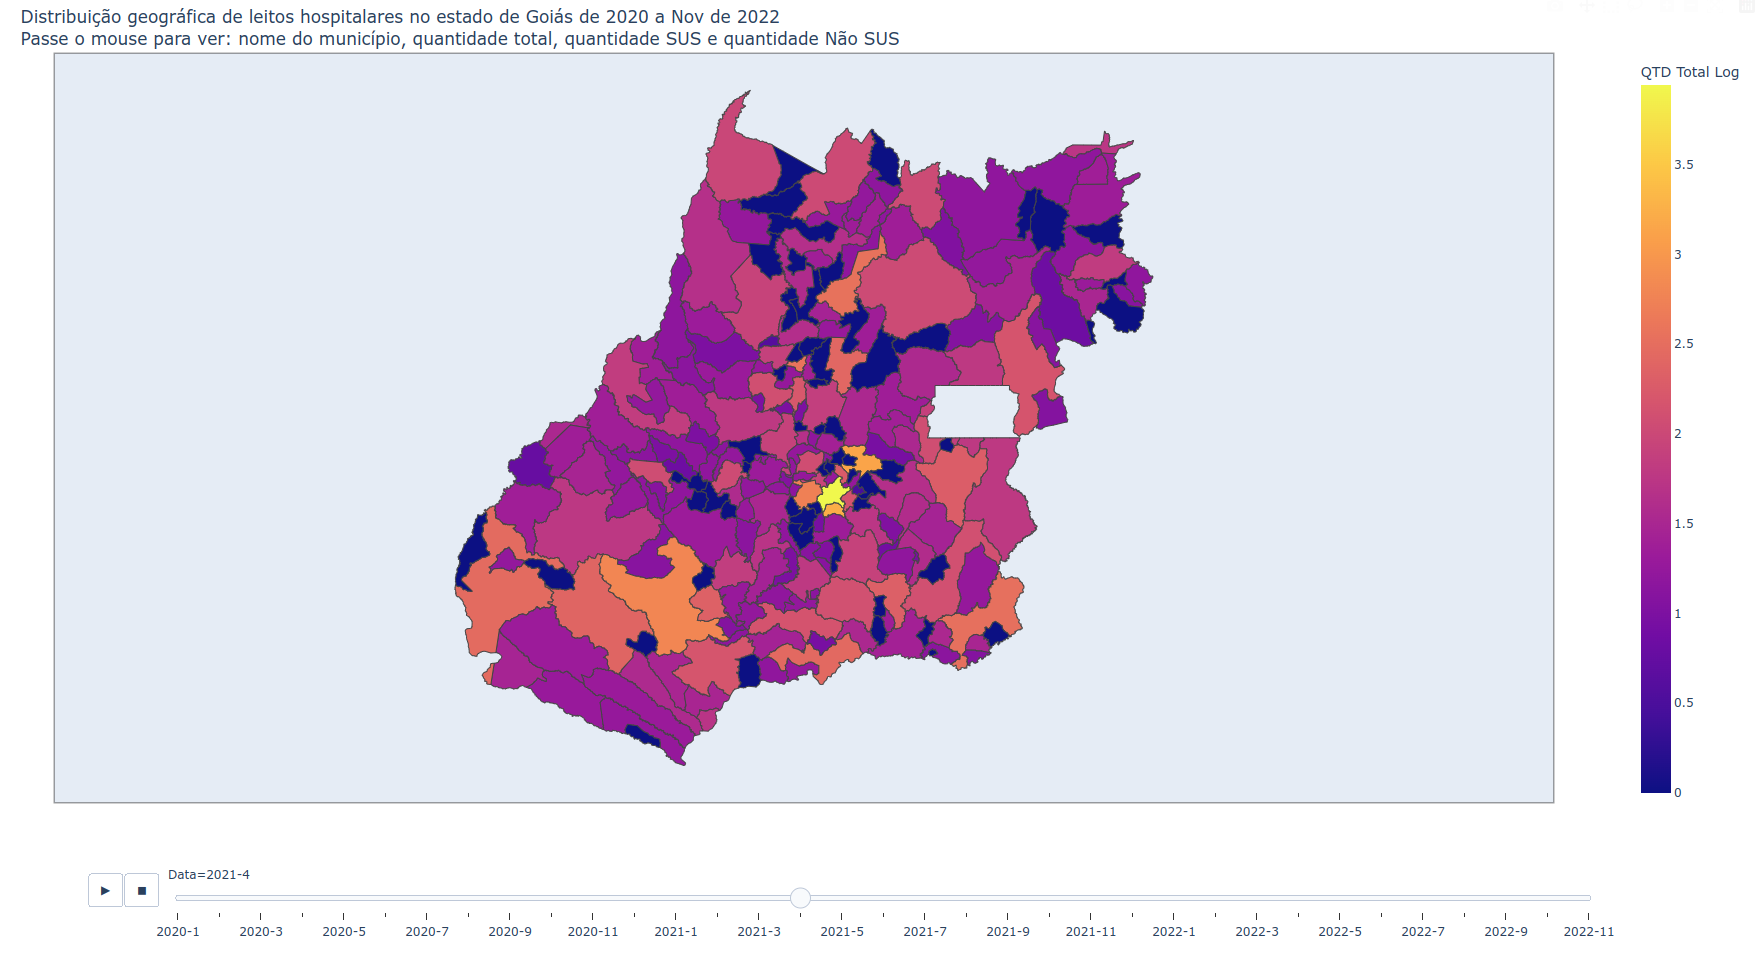 Distribuição geográfica de leitos hospitalares no estado de Goiás de 2020 a Nov de 2022
Passe o mouse para ver: nome do município, quantidade total, quantidade SUS e quantidade Não SUS
QTD Total Log
3.5
3
2.5
2
1.5
1
0.5
0
Data=2021-4
2020-1 2020-3 2020-5 2020-7 2020-9 2020-11 2021-1 2021-3 2021-5 2021-7 2021-9 2021-11 2022-1 2022-3 2022-5 2022-7 2022-9 2022-11